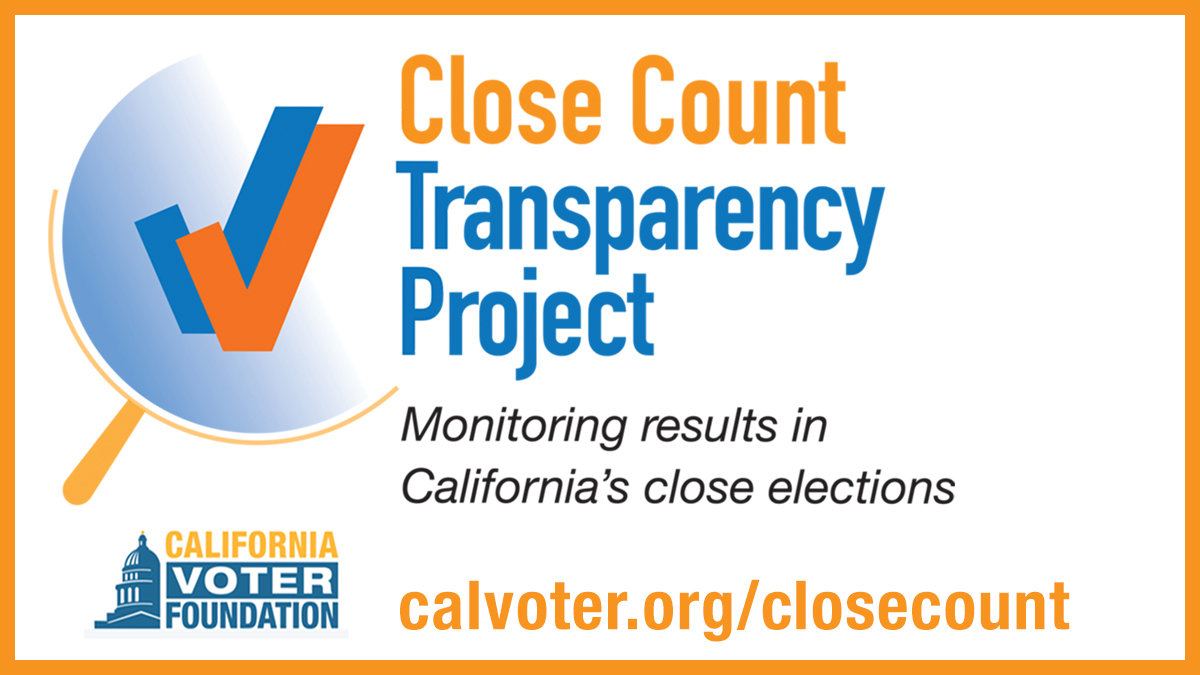 Close Count
Transparency
Project
Monitoring results in
California's close elections
CALIFORNIA
VOTER
FOUNDATION
calvoter.org/closecount